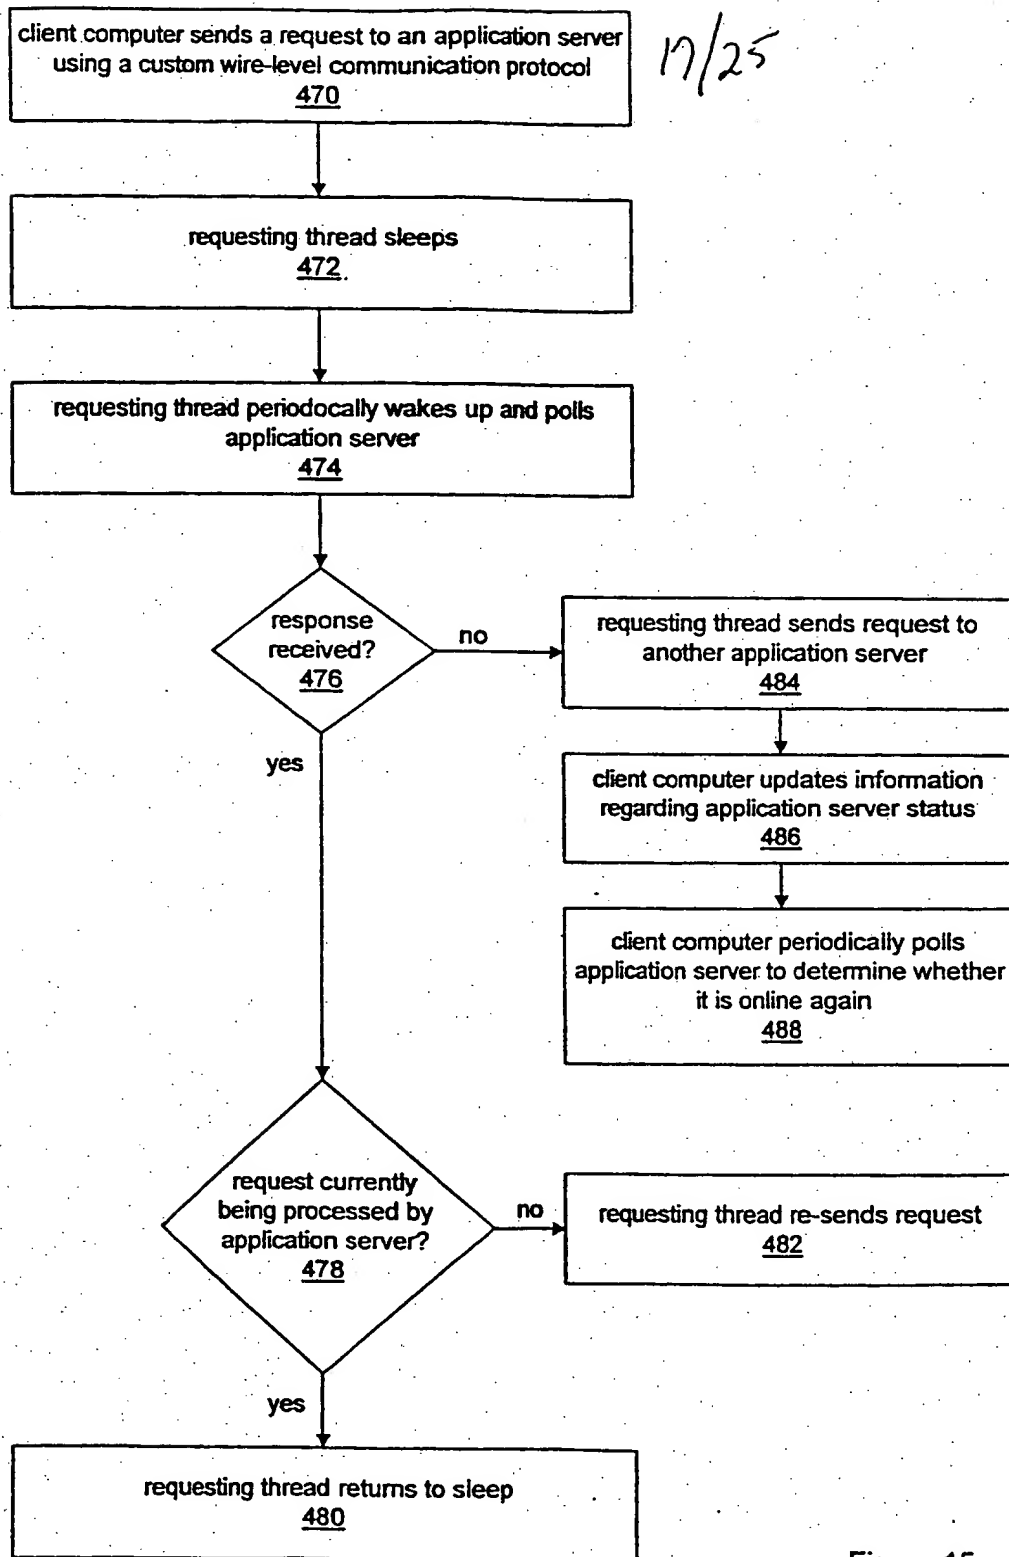 client computer sends a request to an application server
using a custom wire-level communication protocol
470
17/25
requesting thread sleeps
472
requesting thread periodocally wakes up and polls
application server
474
response
received?
476
no
requesting thread sends request to
another application server
484
yes
client computer updates information
regarding application server status
486
client computer periodically polls
application server to determine whether
it is online again
488
request currently
being processed by
application server?
478
no
requesting thread re-sends request
482
yes
requesting thread returns to sleep
480